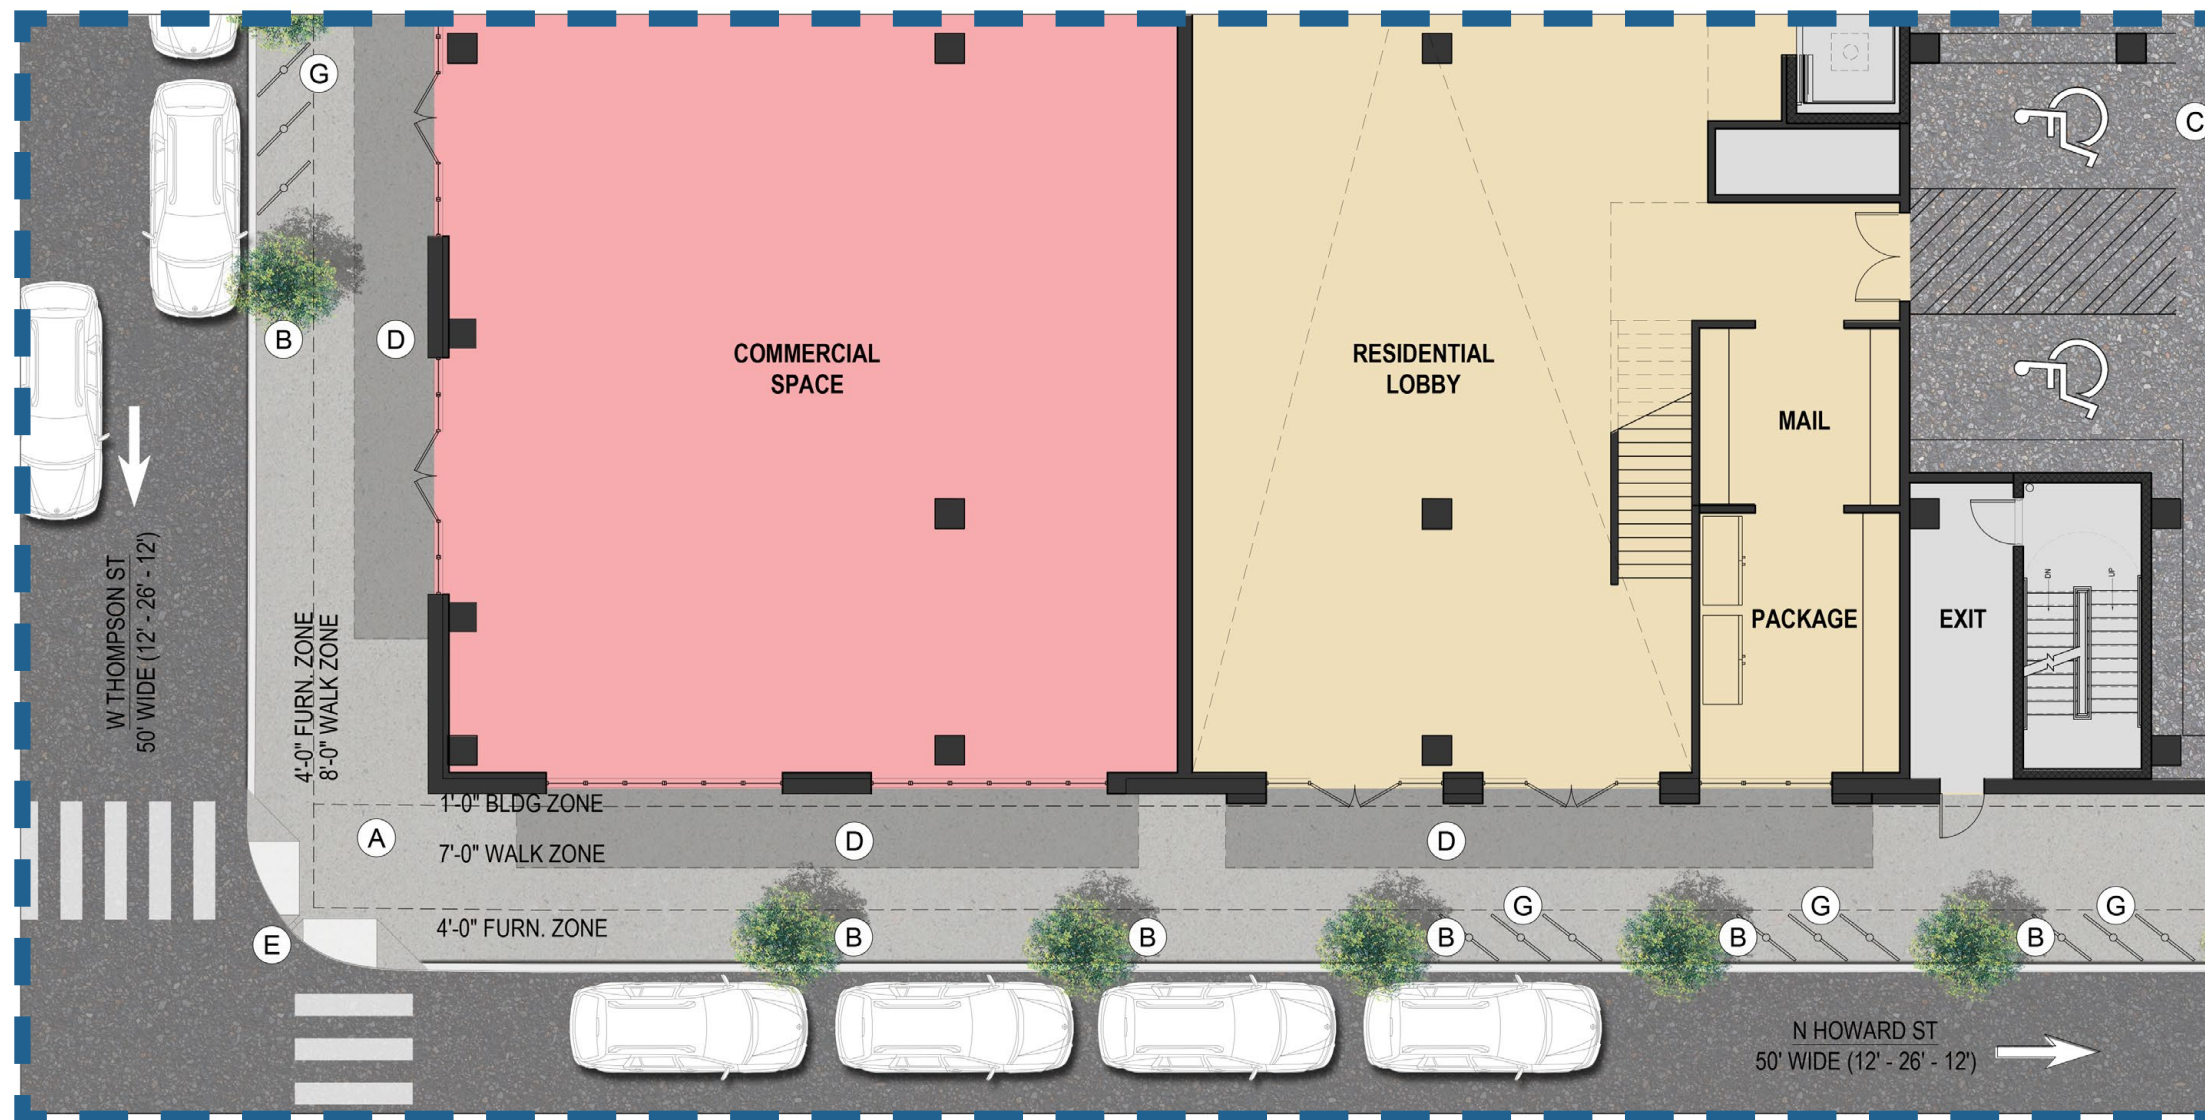 G
C
B
D
COMMERCIAL
SPACE
RESIDENTIAL
LOBBY
MAIL
W THOMPSON ST
50' WIDE (12' - 26' - 12')
4'-0" FURN. ZONE
8'-0" WALK ZONE
PACKAGE
EXIT
DN
UP
1'-0" BLDG ZONE
A
7'-0" WALK ZONE
D
D
4'-0" FURN. ZONE
E
B
B
B
G
B
G
B
G
N HOWARD ST
50' WIDE (12' - 26' - 12')